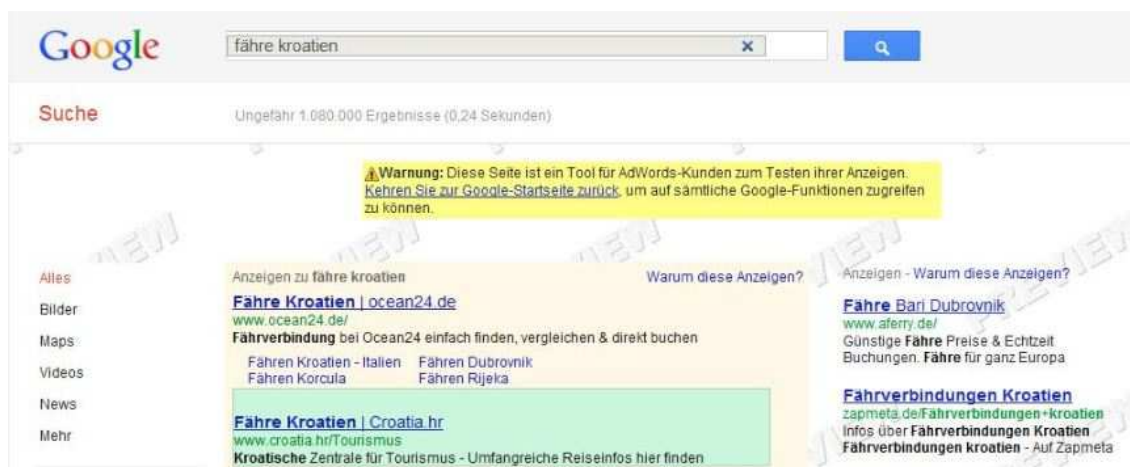 Google
fähre kroatien
Suche
Ungefähr 1.080.000 Ergebnisse (0,24 Sekunden)
Warnung: Diese Seite ist ein Tool für AdWords-Kunden zum Testen ihrer Anzeigen.
Kehren Sie zur Google-Startseite zurück, um auf sämtliche Google-Funktionen zugreifen
zu können.
Alles
Bilder
Maps
Videos
News
Mehr
Anzeigen zu fähre kroatien
Warum diese Anzeigen?
Fähre Kroatien | ocean24.de
www.ocean24.de/
Fährverbindung bei Ocean24 einfach finden, vergleichen & direkt buchen
Fähren Kroatien - Italien Fähren Dubrovnik
Fähren Korcula Fähren Rijeka
Fähre Kroatien | Croatia.hr
www.croatia.hr/Tourismus
Kroatische Zentrale für Tourismus - Umfangreiche Reiseinfos hier finden
Anzeigen - Warum diese Anzeigen?
Fähre Bari Dubrovnik
www.aferry.de/
Günstige Fähre Preise & Echtzeit
Buchungen. Fähre für ganz Europa
Fährverbindungen Kroatien
zapmeta.de/Fährverbindungen+kroatien
Infos über Fährverbindungen Kroatien
Fährverbindungen kroatien - Auf Zapmeta
PREVIEW